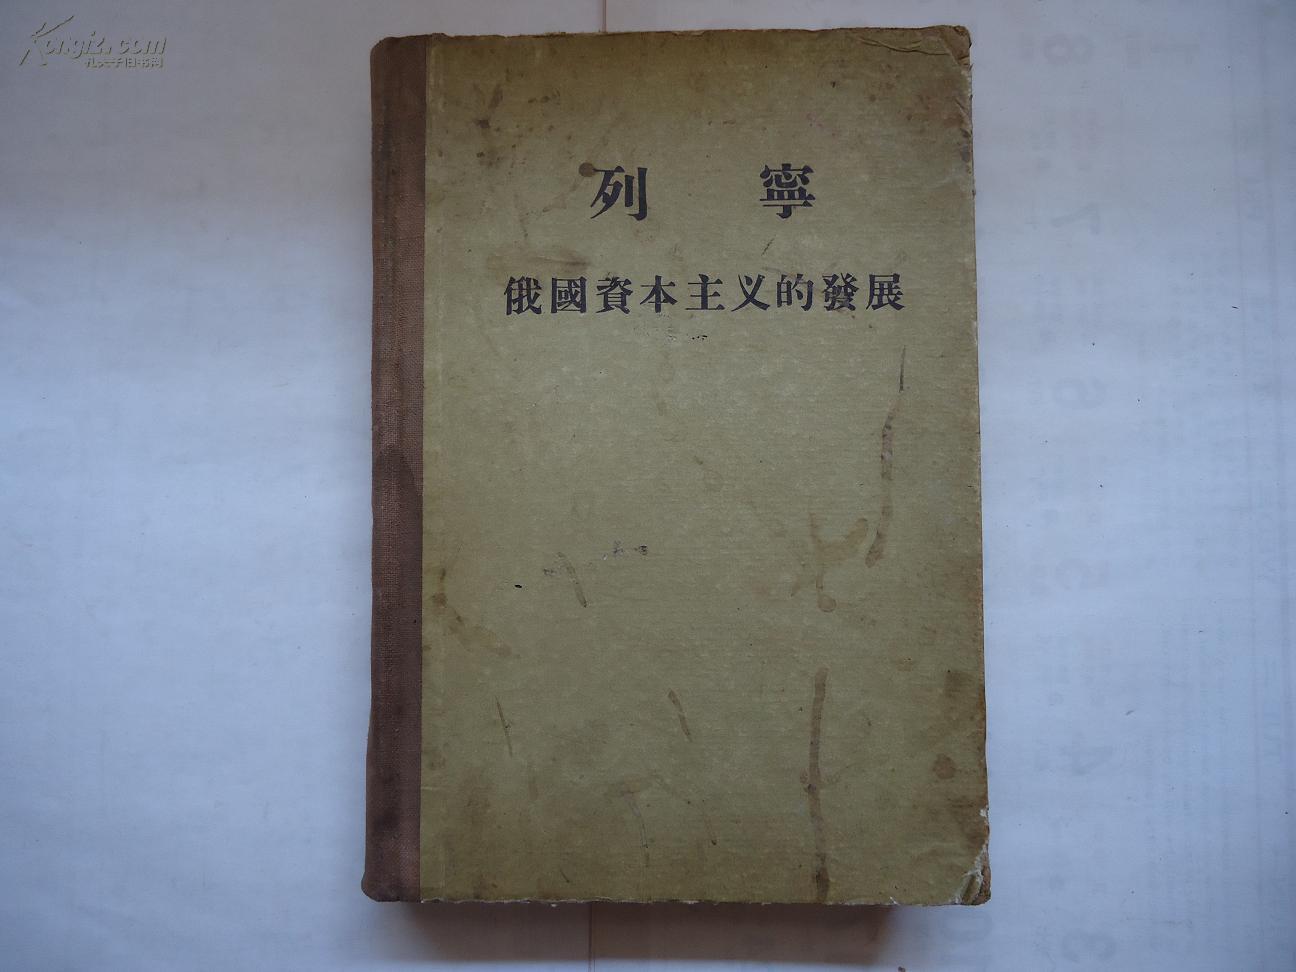 Kongfz.com
孔夫子旧书网
列 寧
俄國資本主义的發展